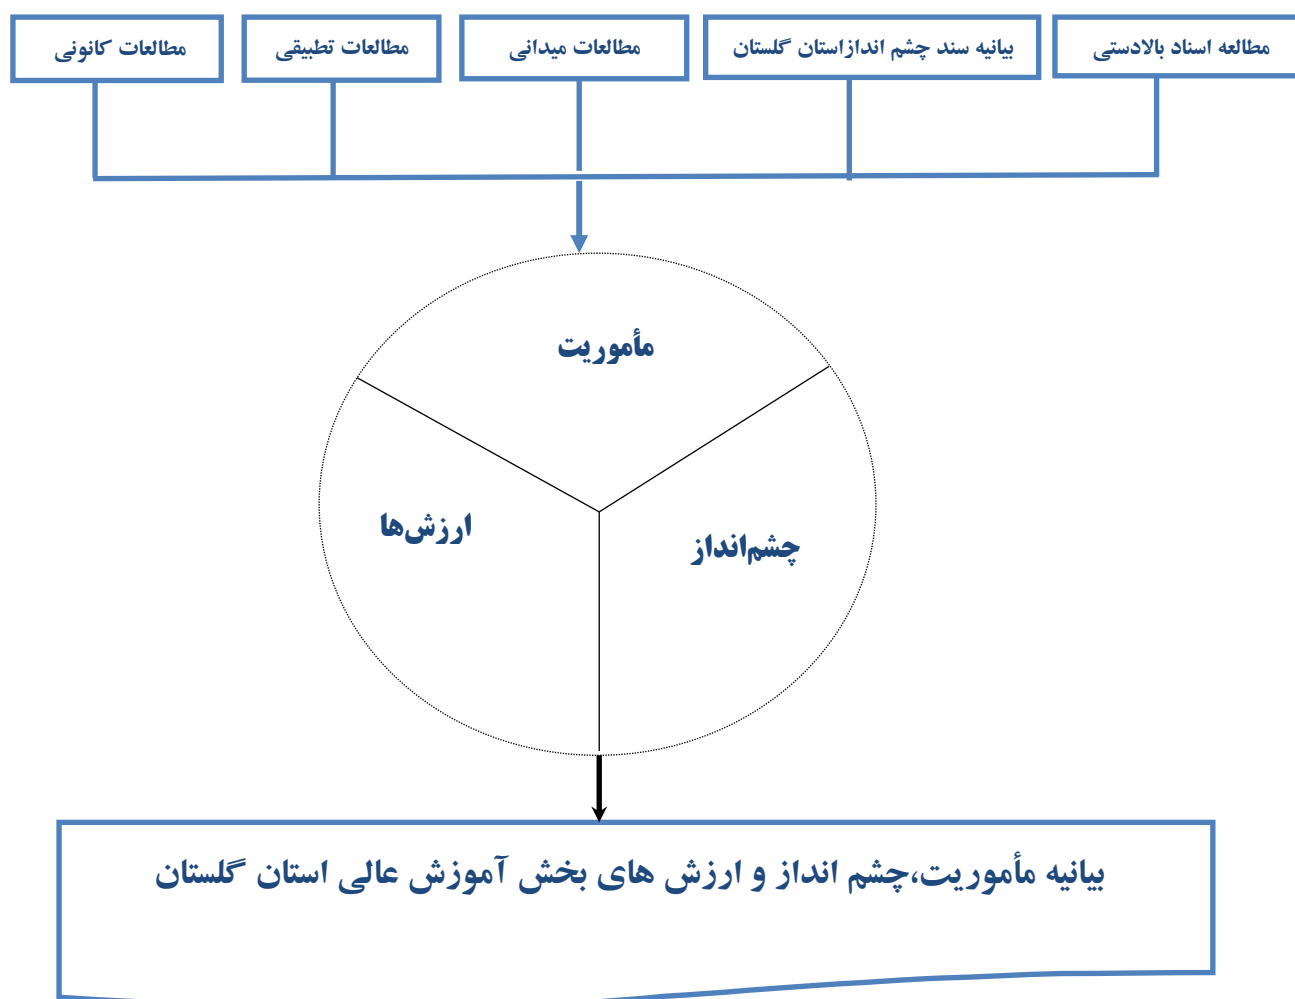 مطالعه اسناد بالادستی
بیانیه سند چشم اندازاستان گلستان
مطالعات میدانی
مطالعات تطبیقی
مطالعات کانونی
مأموریت
چشم‌انداز
ارزش‌ها
بیانیه مأموریت،چشم انداز و ارزش های بخش آموزش عالی استان گلستان